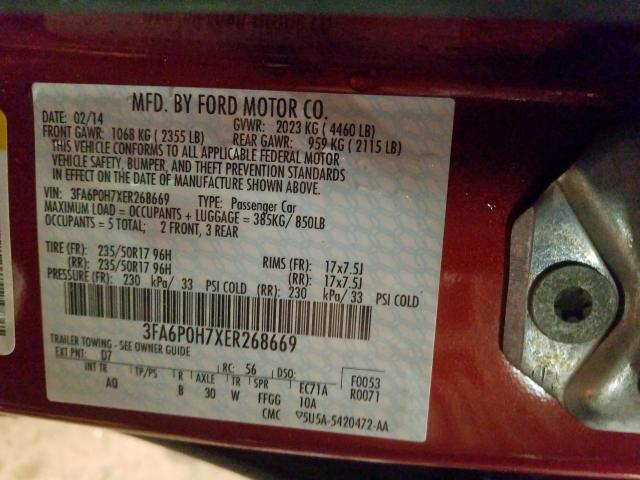 MFD. BY FORD MOTOR CO.
DATE: 02/14 GVWR: 2023 KG ( 4460 LB)
FRONT GAWR: 1068 KG ( 2355 LB) REAR GAWR: 959 KG ( 2115 LB)
THIS VEHICLE CONFORMS TO ALL APPLICABLE FEDERAL MOTOR
VEHICLE SAFETY, BUMPER, AND THEFT PREVENTION STANDARDS
IN EFFECT ON THE DATE OF MANUFACTURE SHOWN ABOVE.
VIN: 3FA6P0H7XER268669 TYPE: Passenger Car
MAXIMUM LOAD = OCCUPANTS + LUGGAGE = 385KG/ 850LB
OCCUPANTS = 5 TOTAL; 2 FRONT, 3 REAR
TIRE (FR): 235/50R17 96H RIMS (FR): 17x7.5J
(RR): 235/50R17 96H (RR): 17x7.5J
PRESSURE (FR): 230 kPa/ 33 PSI COLD (RR): 230 kPa/ 33 PSI COLD
3FA6P0H7XER268669
TRAILER TOWING - SEE OWNER GUIDE
EXT PNT: D7 RC: 56 DSO:
INT TR TP/PS R AXLE TR SPR EC71A F0053
AQ B 30 W FFGG 10A R0071
CMC ▽5U5A-5420472-AA